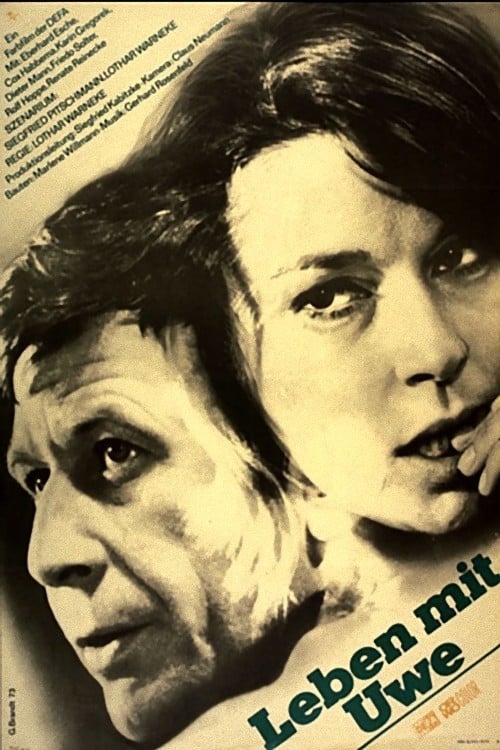 Ein
Farbfilm der DEFA
Mit Eberhard Esche,
Cox Habbema, Karin Gregorek,
Dieter Mann, Friedo Solter,
Rolf Hoppe, Renate Reinecke
SZENARIUM:
SIEGFRIED PITSCHMANN, LOTHAR WARNEKE
REGIE: LOTHAR WARNEKE
Produktionsleitung: Siegfried Kabitzke Kamera: Claus Neumann
Bauten: Marlene Willmann Musik: Gerhard Rosenfeld
Leben mit
Uwe
G. Brandt 73